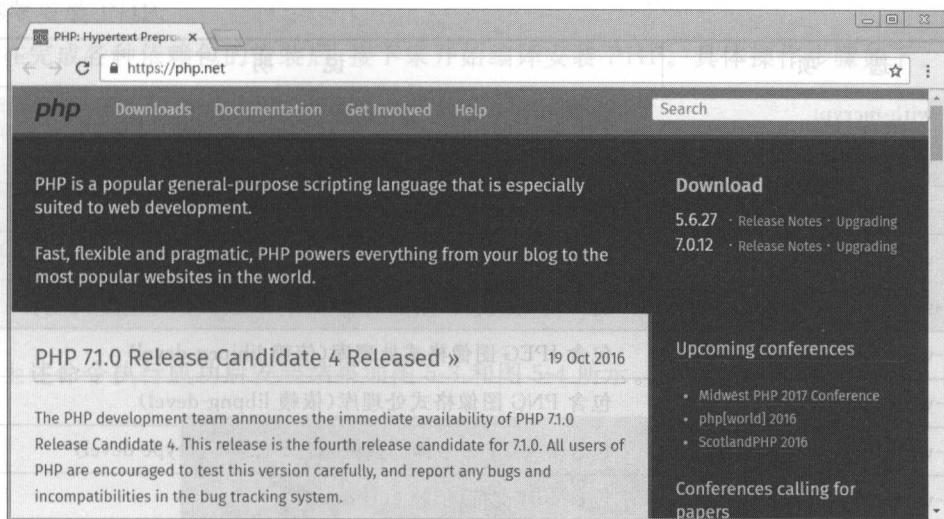 PHP: Hypertext Prepro
https://php.net
php Downloads Documentation Get Involved Help
Search
PHP is a popular general-purpose scripting language that is especially
suited to web development.
Fast, flexible and pragmatic, PHP powers everything from your blog to the
most popular websites in the world.
Download
5.6.27 · Release Notes · Upgrading
7.0.12 · Release Notes · Upgrading
PHP 7.1.0 Release Candidate 4 Released »
19 Oct 2016
The PHP development team announces the immediate availability of PHP 7.1.0
Release Candidate 4. This release is the fourth release candidate for 7.1.0. All users of
PHP are encouraged to test this version carefully, and report any bugs and
incompatibilities in the bug tracking system.
Upcoming conferences
• Midwest PHP 2017 Conference
• php[world] 2016
• ScotlandPHP 2016
Conferences calling for
papers